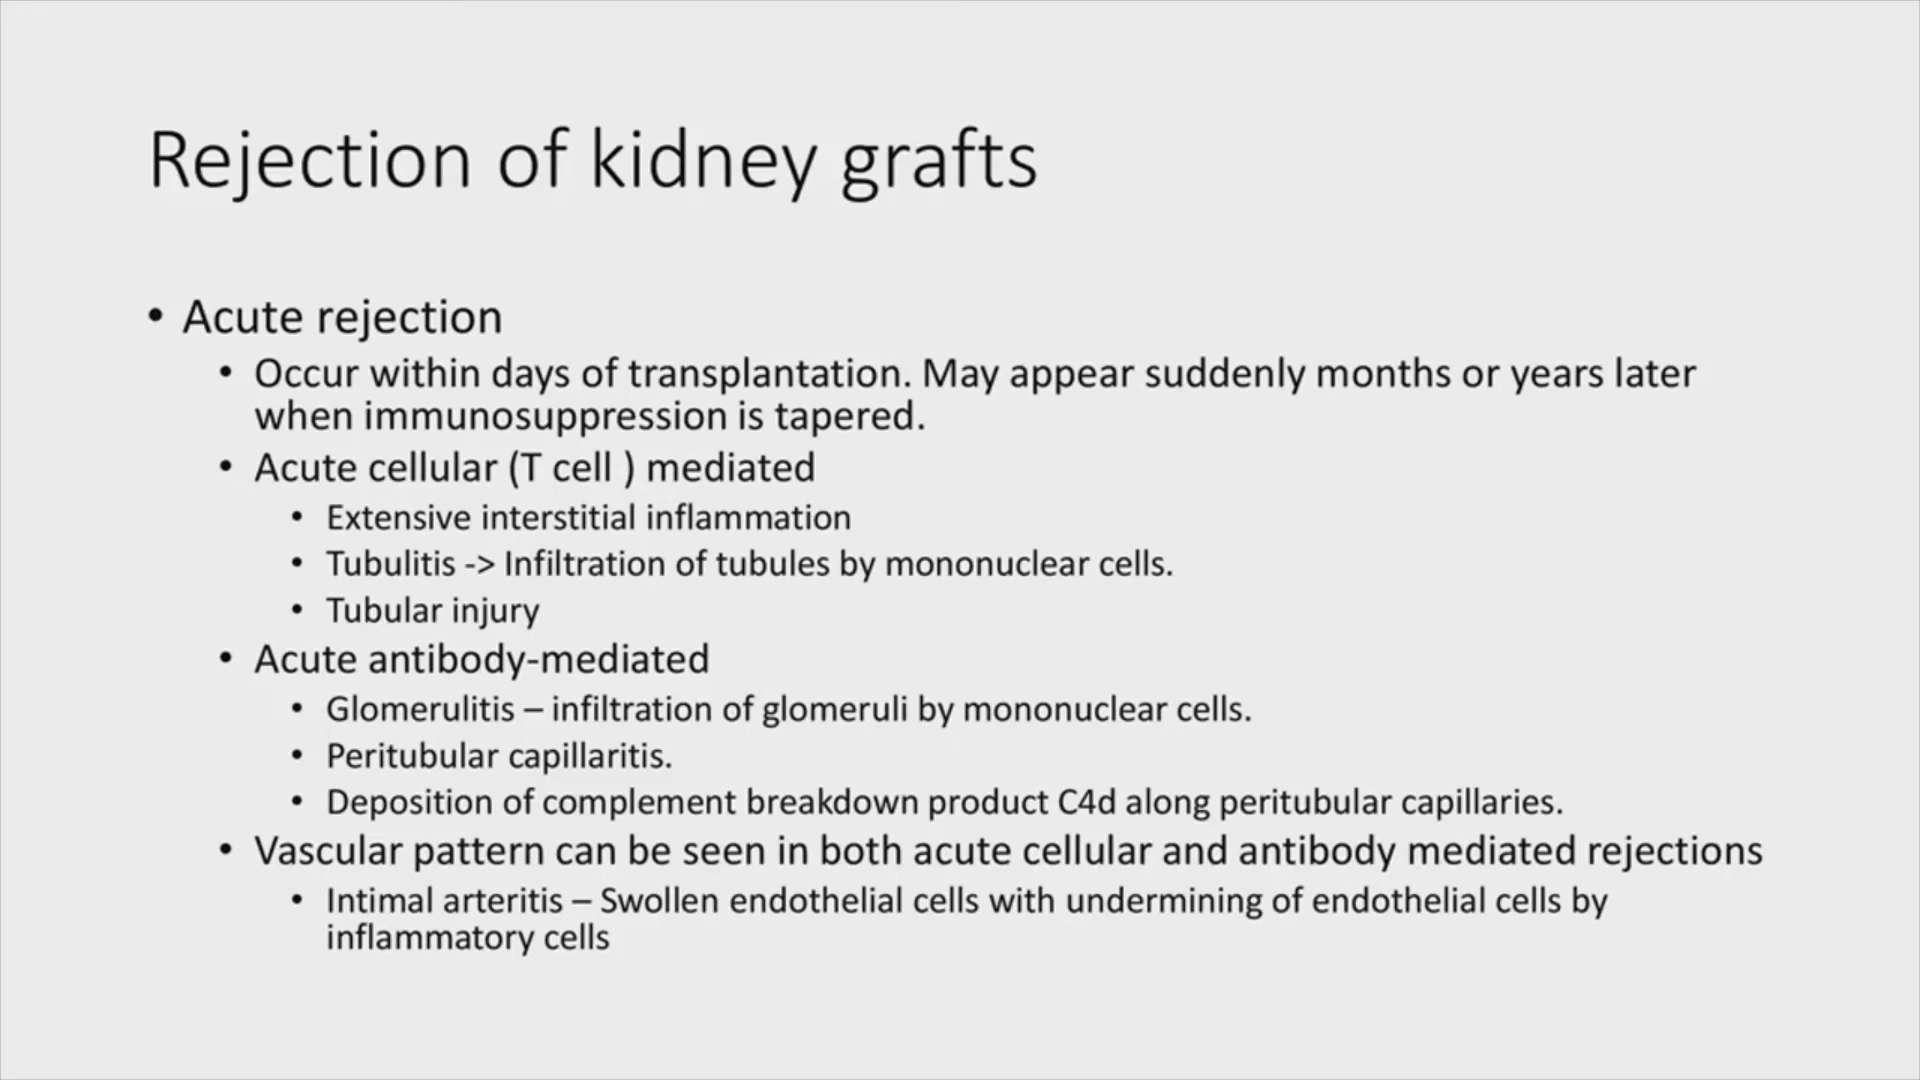 Rejection of kidney grafts
• Acute rejection
• Occur within days of transplantation. May appear suddenly months or years later
when immunosuppression is tapered.
• Acute cellular (T cell ) mediated
• Extensive interstitial inflammation
• Tubulitis -> Infiltration of tubules by mononuclear cells.
• Tubular injury
• Acute antibody-mediated
• Glomerulitis – infiltration of glomeruli by mononuclear cells.
• Peritubular capillaritis.
• Deposition of complement breakdown product C4d along peritubular capillaries.
• Vascular pattern can be seen in both acute cellular and antibody mediated rejections
• Intimal arteritis – Swollen endothelial cells with undermining of endothelial cells by
inflammatory cells